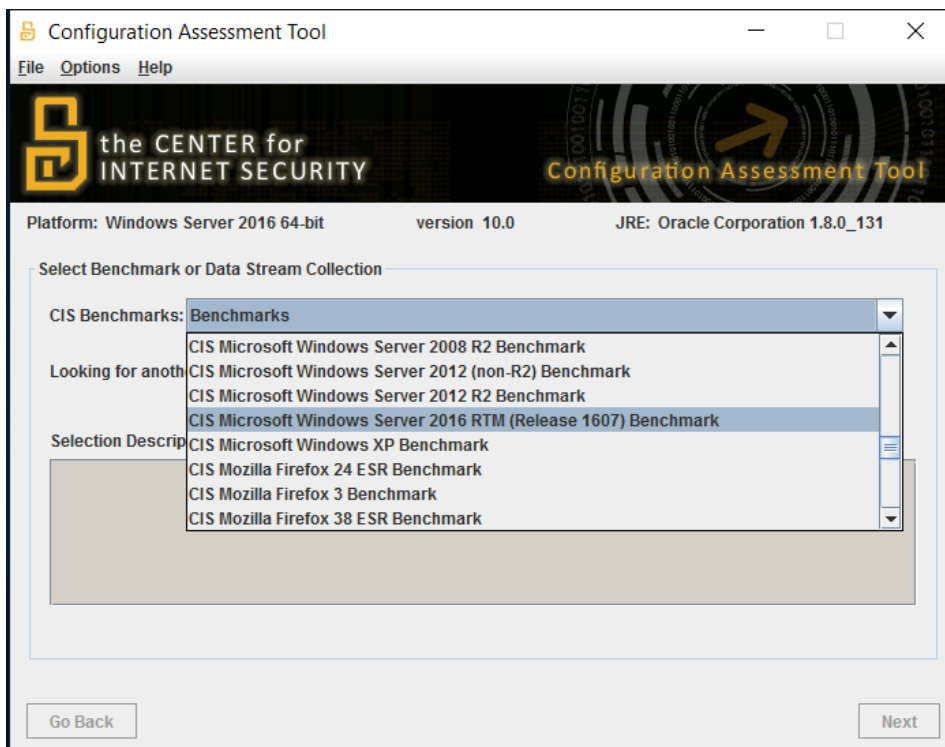 Configuration Assessment Tool
File Options Help
the CENTER for
INTERNET SECURITY
Configuration Assessment Tool
Platform: Windows Server 2016 64-bit version 10.0 JRE: Oracle Corporation 1.8.0_131
Select Benchmark or Data Stream Collection
CIS Benchmarks: Benchmarks
CIS Microsoft Windows Server 2008 R2 Benchmark
Looking for anoth CIS Microsoft Windows Server 2012 (non-R2) Benchmark
CIS Microsoft Windows Server 2012 R2 Benchmark
CIS Microsoft Windows Server 2016 RTM (Release 1607) Benchmark
Selection Descrip CIS Microsoft Windows XP Benchmark
CIS Mozilla Firefox 24 ESR Benchmark
CIS Mozilla Firefox 3 Benchmark
CIS Mozilla Firefox 38 ESR Benchmark
Go Back Next